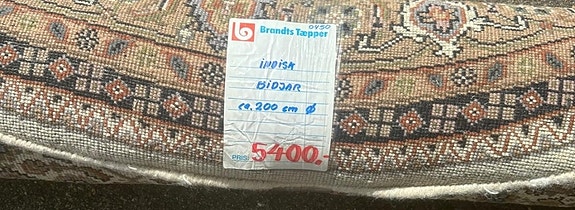 0450
Brandts Tæpper
INDISK
BIDJAR
ca. 200 cm Ø
PRIS 5400.-